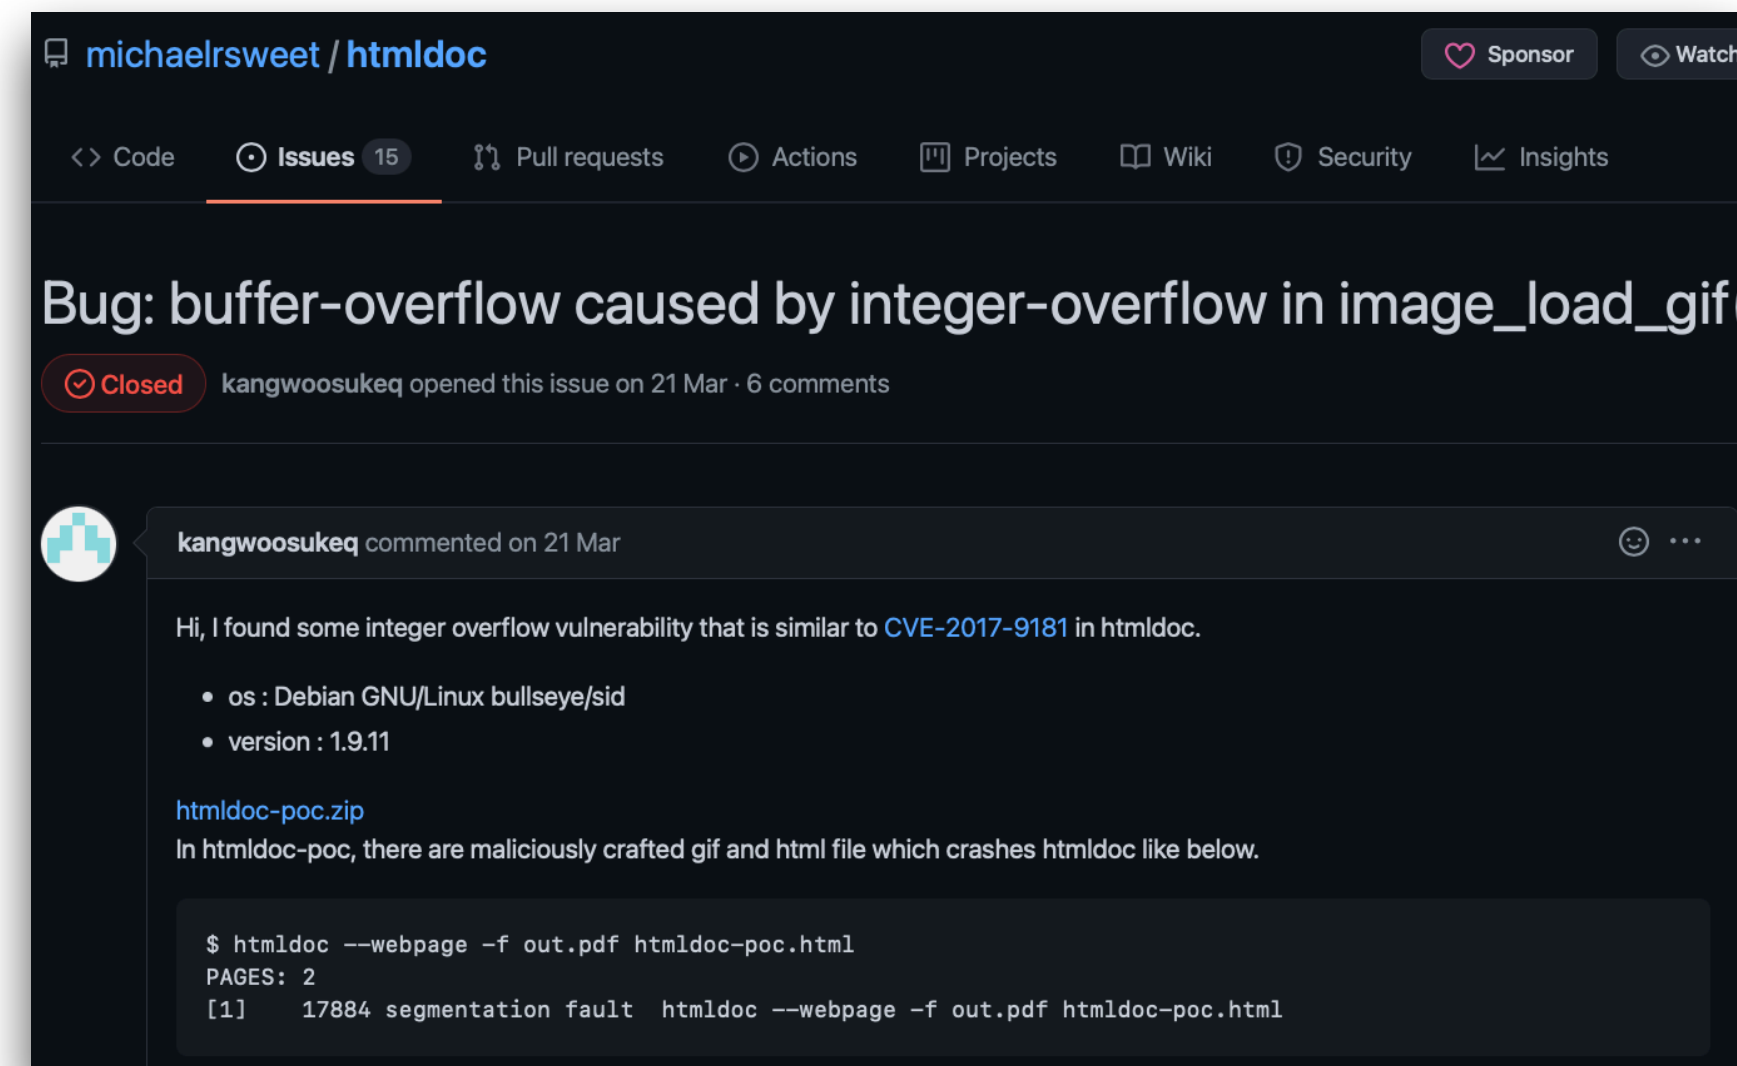 michaelrsweet / htmldoc
Sponsor
Watch
Code
Issues 15
Pull requests
Actions
Projects
Wiki
Security
Insights
Bug: buffer-overflow caused by integer-overflow in image_load_gif(
Closed
kangwoosukeq opened this issue on 21 Mar · 6 comments
kangwoosukeq commented on 21 Mar
Hi, I found some integer overflow vulnerability that is similar to CVE-2017-9181 in htmldoc.
• os : Debian GNU/Linux bullseye/sid
• version : 1.9.11
htmldoc-poc.zip
In htmldoc-poc, there are maliciously crafted gif and html file which crashes htmldoc like below.
$ htmldoc --webpage -f out.pdf htmldoc-poc.html
PAGES: 2
[1]    17884 segmentation fault  htmldoc --webpage -f out.pdf htmldoc-poc.html